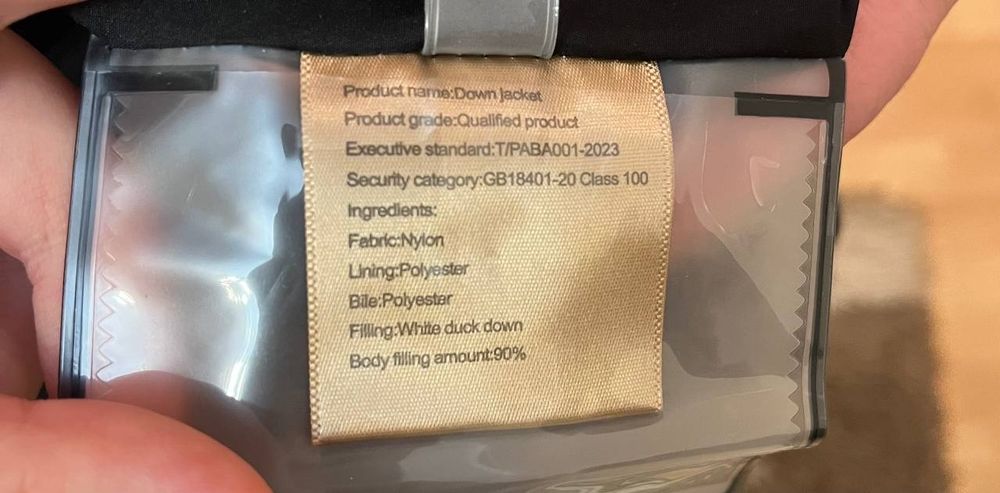 Product name:Down jacket
Product grade:Qualified product
Executive standard:T/PABA001-2023
Security category:GB18401-20 Class 100
Ingredients:
Fabric:Nylon
Lining:Polyester
Bile:Polyester
Filling:White duck down
Body filling amount:90%